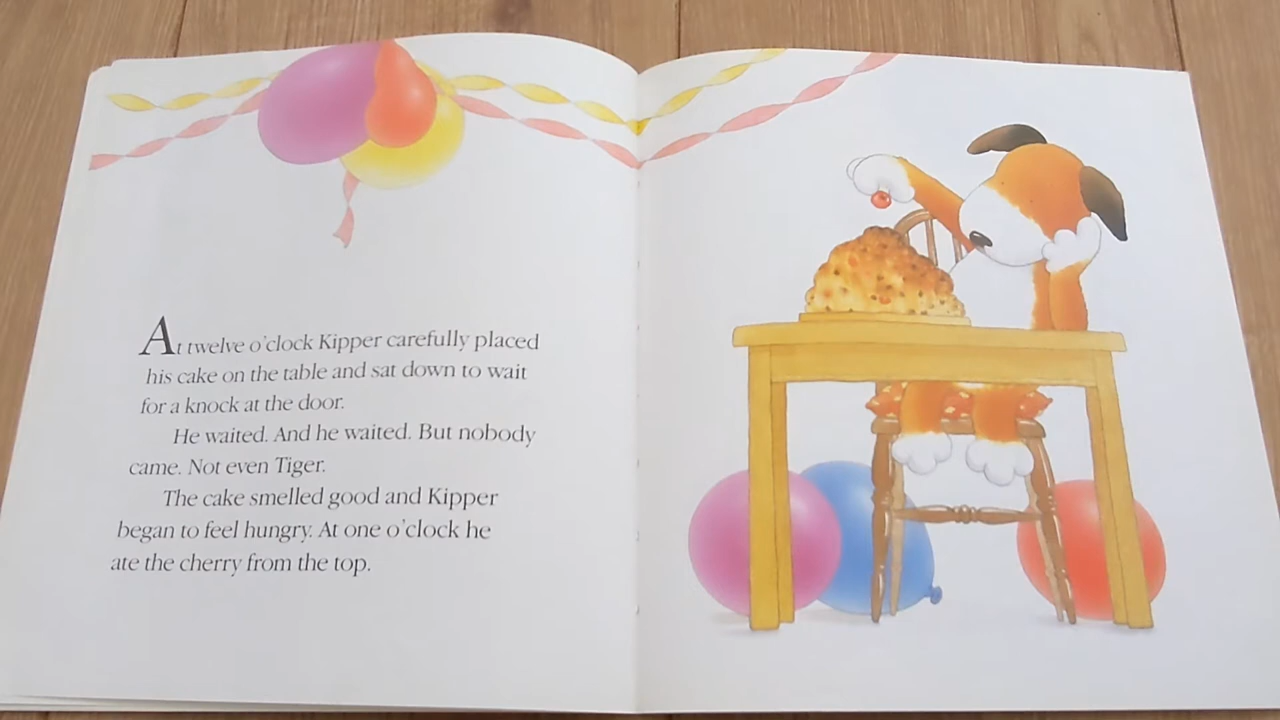 At twelve o'clock Kipper carefully placed
his cake on the table and sat down to wait
for a knock at the door.
He waited. And he waited. But nobody
came. Not even Tiger.
The cake smelled good and Kipper
began to feel hungry. At one o'clock he
ate the cherry from the top.